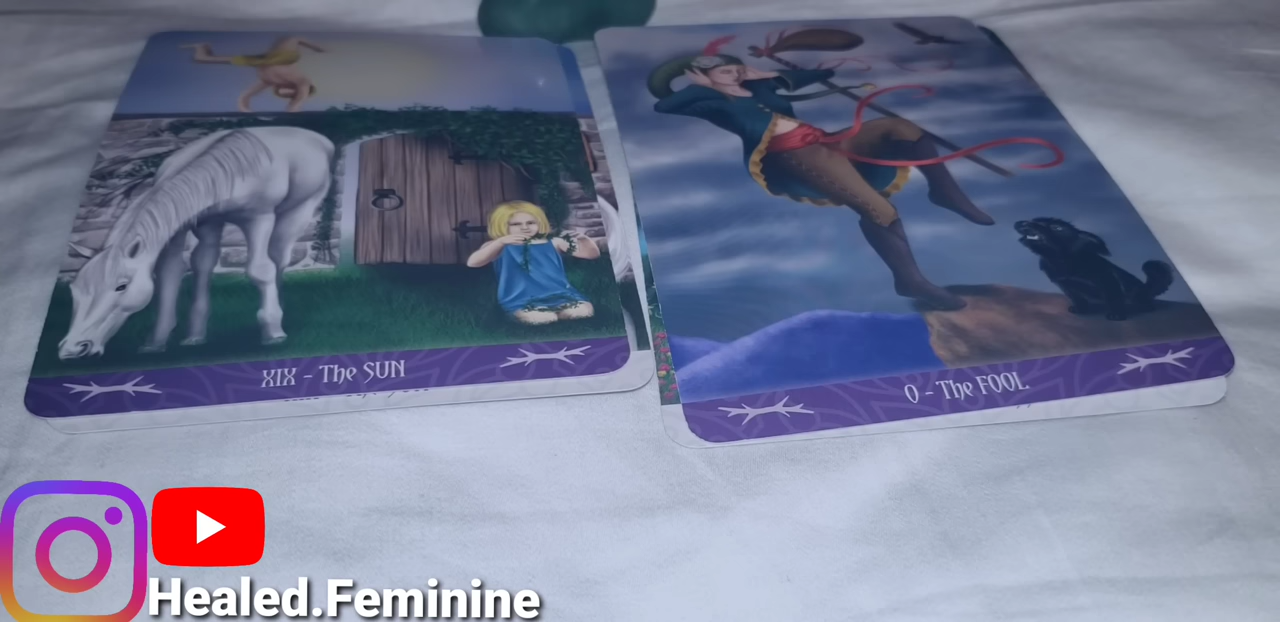 XIX - The SUN
0 - The FOOL
Healed.Feminine